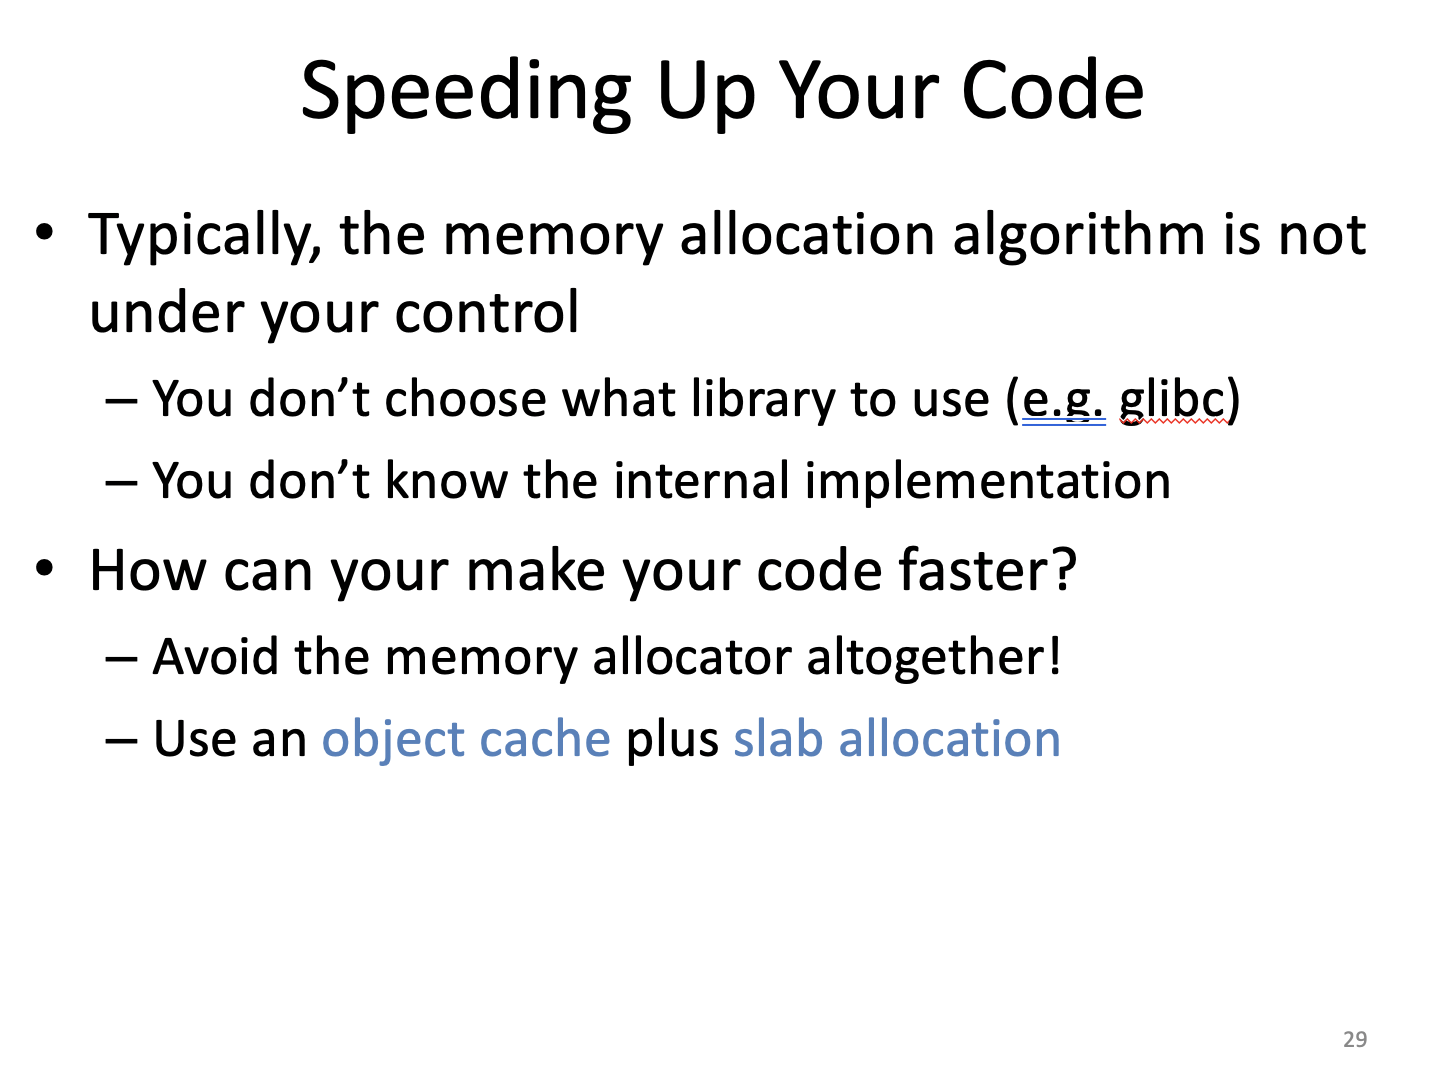 Speeding Up Your Code
• Typically, the memory allocation algorithm is not
under your control
– You don’t choose what library to use (e.g. glibc)
– You don’t know the internal implementation
• How can your make your code faster?
– Avoid the memory allocator altogether!
– Use an object cache plus slab allocation
29